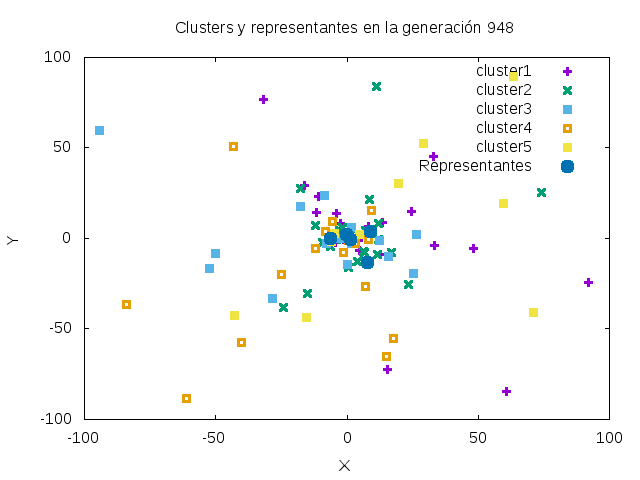 Clusters y representantes en la generación 948
100
50
0
-50
-100
-100
-50
0
50
100
Y
X
cluster1
cluster2
cluster3
cluster4
cluster5
Representantes